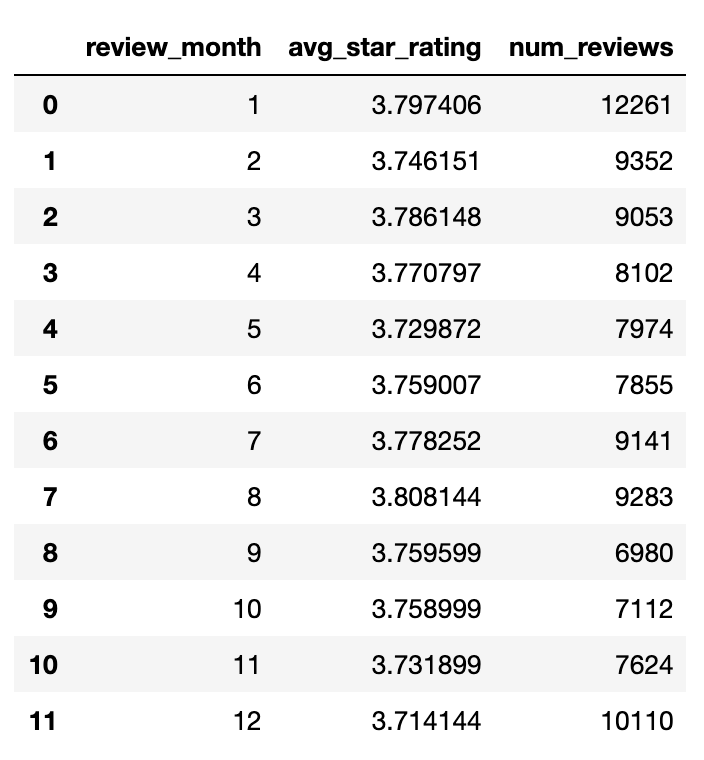 review_month avg_star_rating num_reviews
0 1 3.797406 12261
1 2 3.746151 9352
2 3 3.786148 9053
3 4 3.770797 8102
4 5 3.729872 7974
5 6 3.759007 7855
6 7 3.778252 9141
7 8 3.808144 9283
8 9 3.759599 6980
9 10 3.758999 7112
10 11 3.731899 7624
11 12 3.714144 10110